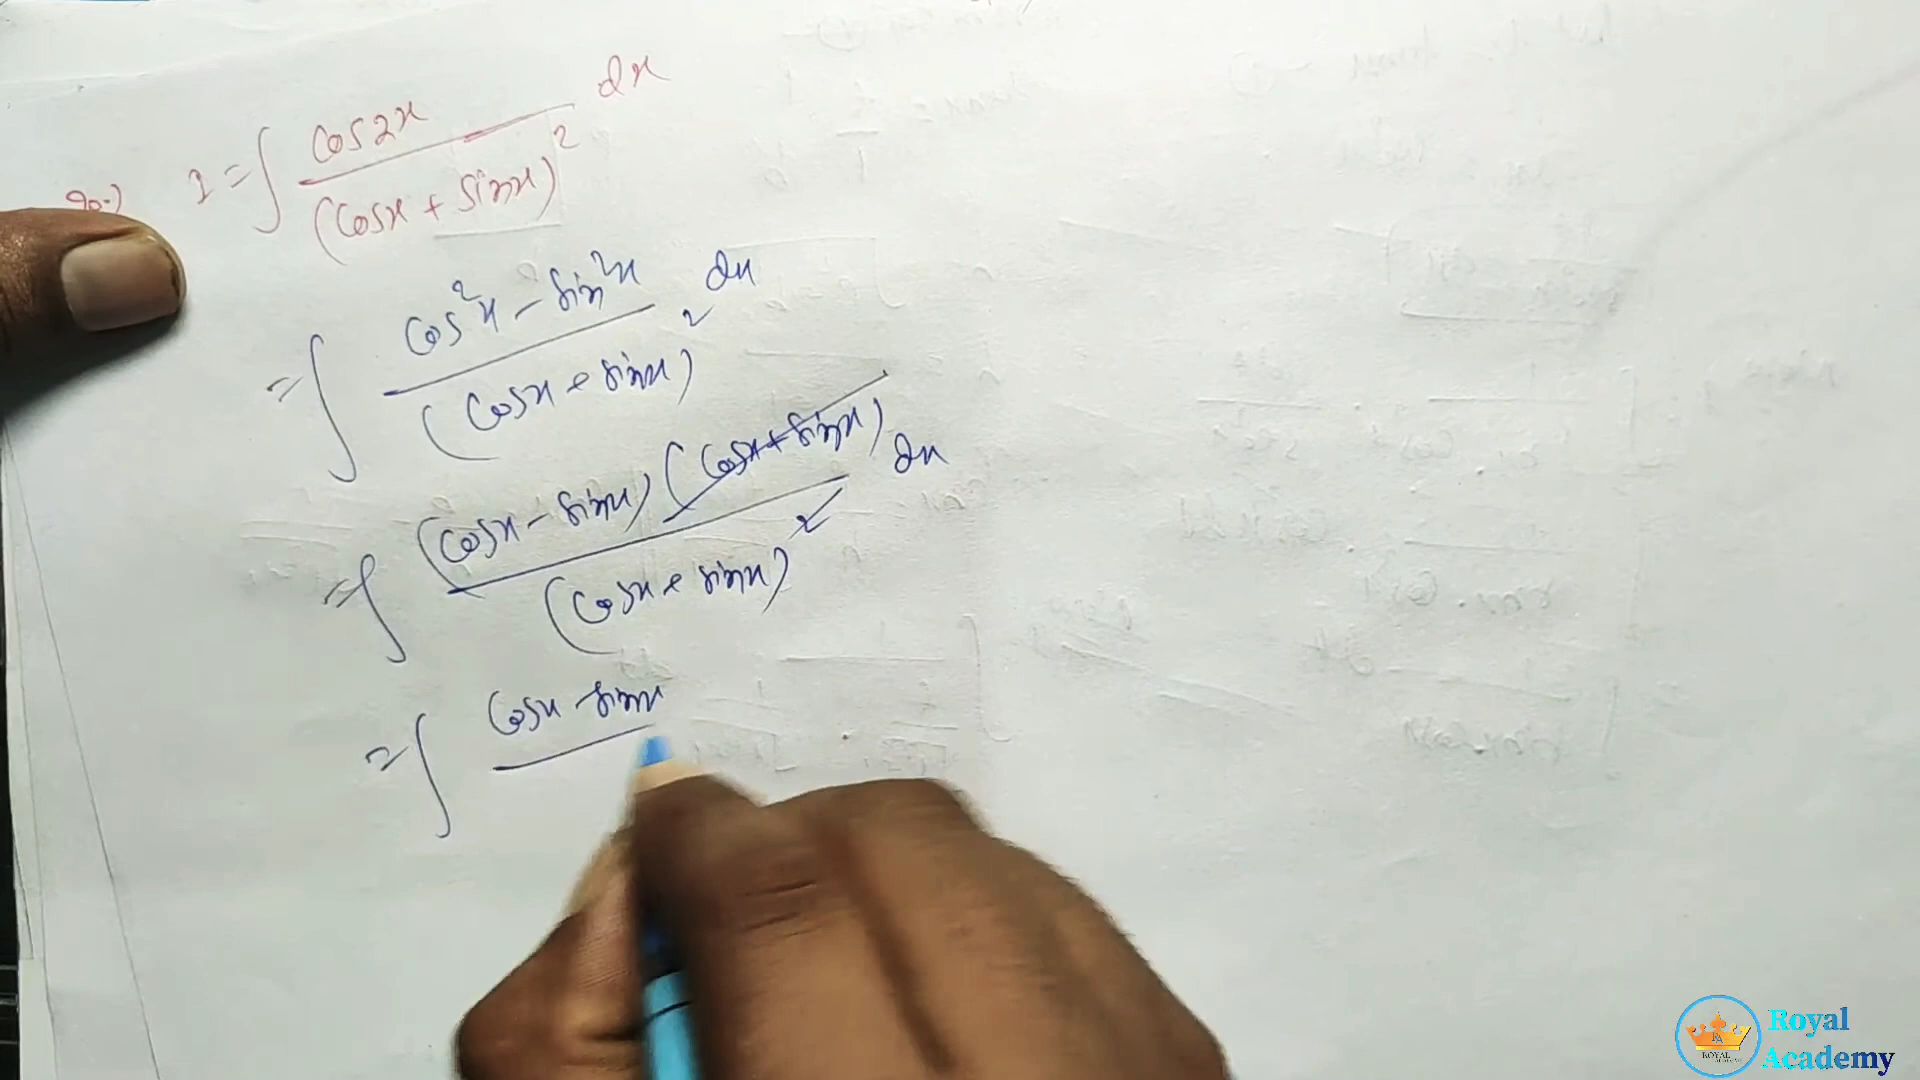 I = ∫ cos2x / (cosx + sinx)² dx
= ∫ cos²x - sin²x / (cosx + sinx)² dx
= ∫ (cosx - sinx) (cosx + sinx) / (cosx + sinx)² dx
= ∫ cosx - sinx
Royal
Academy